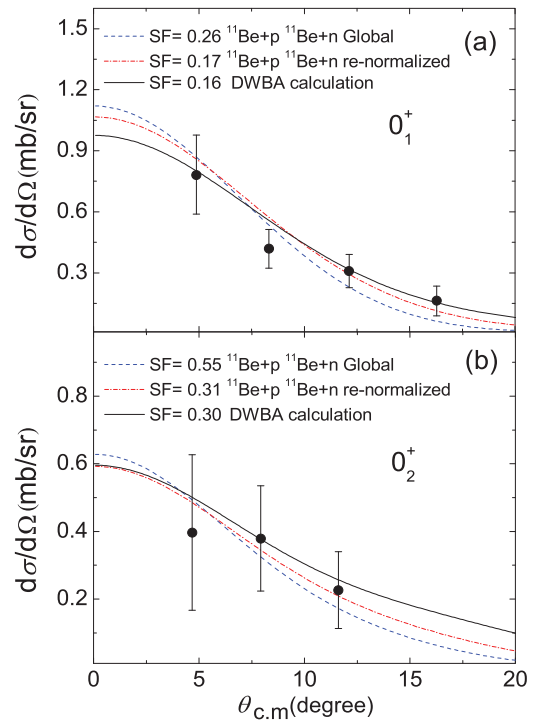 (a)
SF= 0.26 ¹¹Be+p ¹¹Be+n Global
SF= 0.17 ¹¹Be+p ¹¹Be+n re-normalized
SF= 0.16 DWBA calculation
0₁⁺
1.5
1.2
0.9
0.6
0.3
dσ/dΩ(mb/sr)
(b)
SF= 0.55 ¹¹Be+p ¹¹Be+n Global
SF= 0.31 ¹¹Be+p ¹¹Be+n re-normalized
SF= 0.30 DWBA calculation
0₂⁺
0.8
0.6
0.4
0.2
dσ/dΩ(mb/sr)
0 5 10 15 20
θc.m(degree)